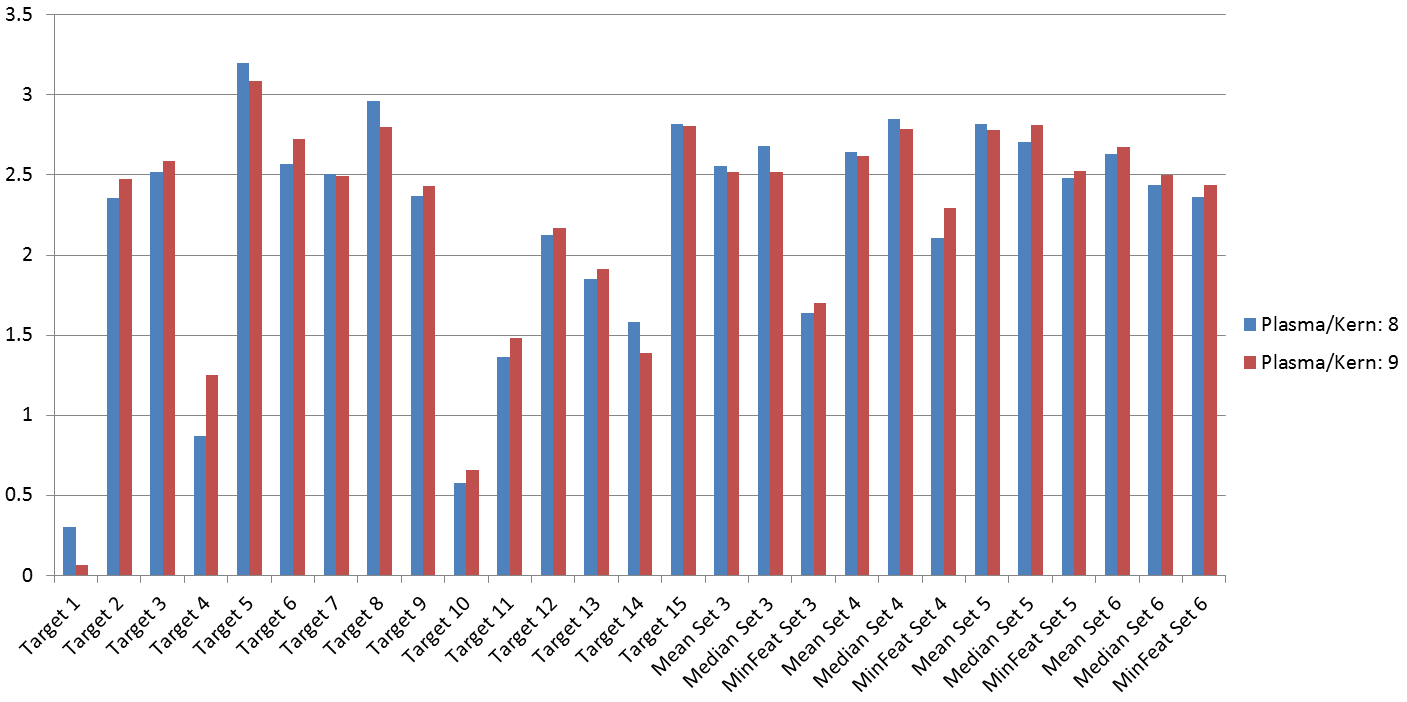 3.5
3
2.5
2
1.5
1
0.5
0
Target 1
Target 2
Target 3
Target 4
Target 5
Target 6
Target 7
Target 8
Target 9
Target 10
Target 11
Target 12
Target 13
Target 14
Target 15
Mean Set 3
Median Set 3
MinFeat Set 3
Mean Set 4
Median Set 4
MinFeat Set 4
Mean Set 5
Median Set 5
MinFeat Set 5
Mean Set 6
Median Set 6
MinFeat Set 6
Plasma/Kern: 8
Plasma/Kern: 9